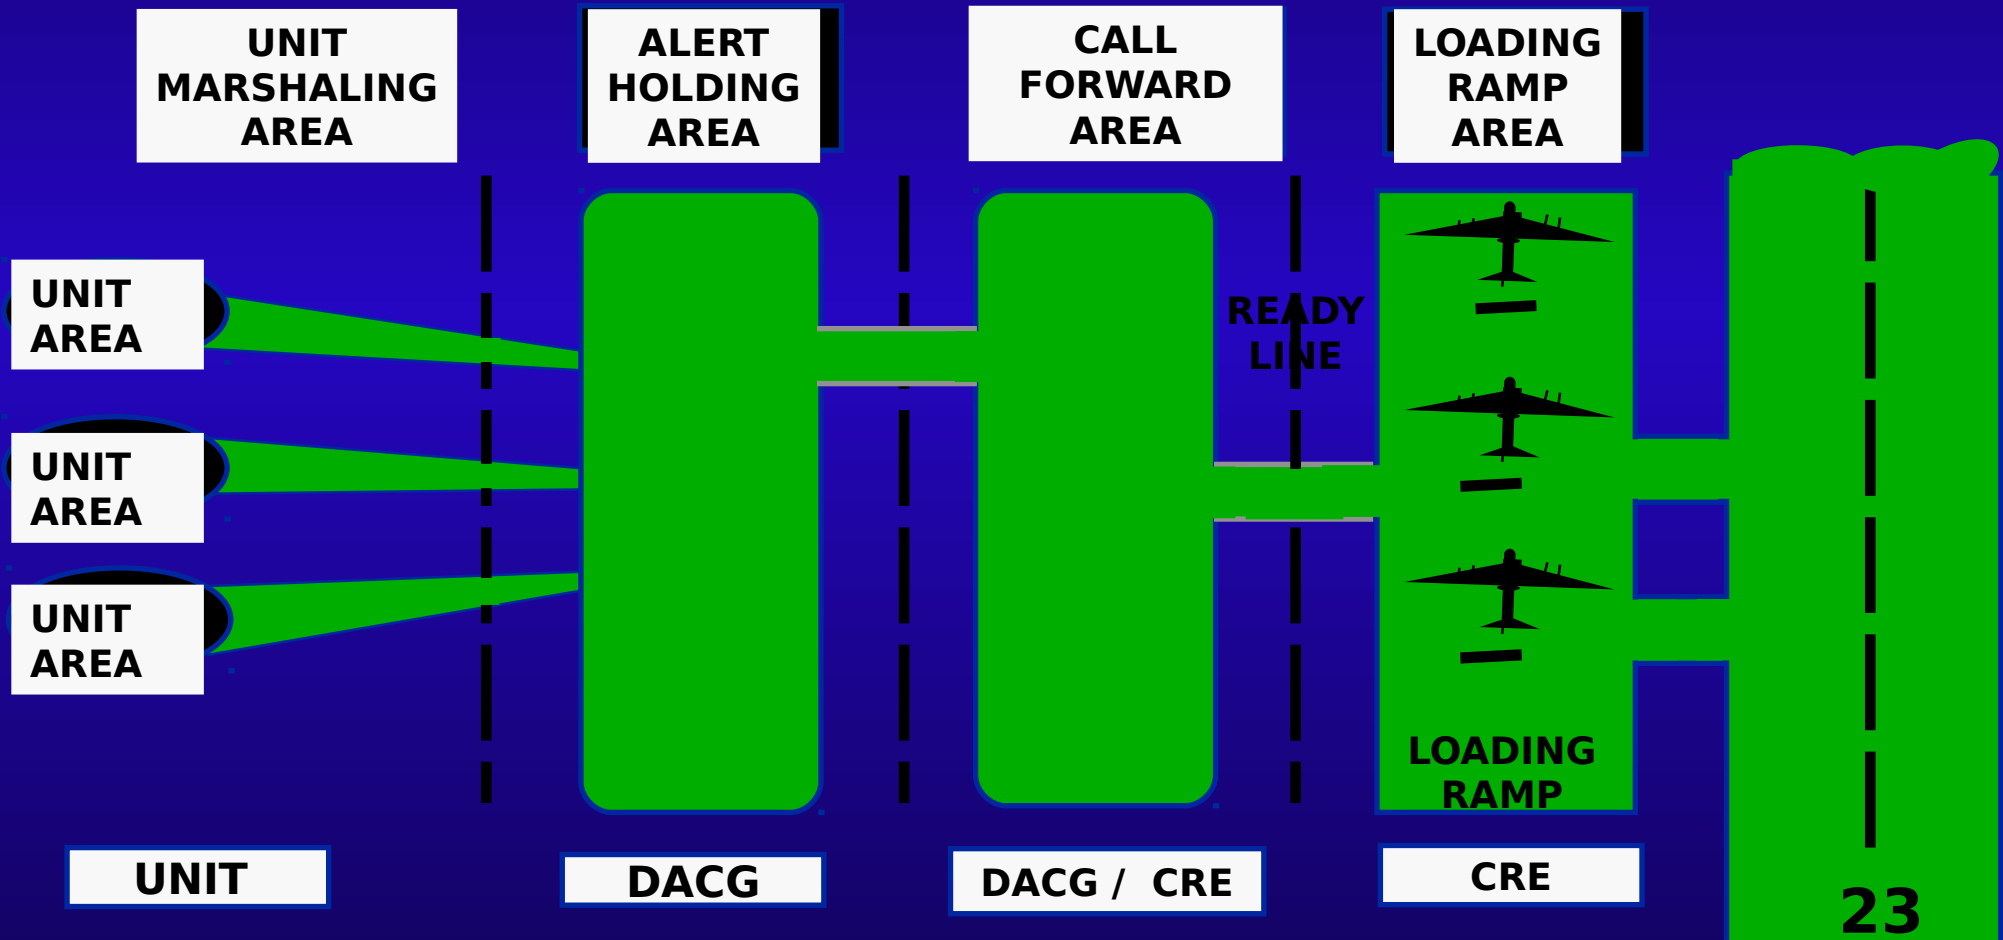 UNIT
MARSHALING
AREA
ALERT
HOLDING
AREA
CALL
FORWARD
AREA
LOADING
RAMP
AREA
UNIT
AREA
UNIT
AREA
UNIT
AREA
READY
LINE
LOADING
RAMP
UNIT
DACG
DACG / CRE
CRE
23